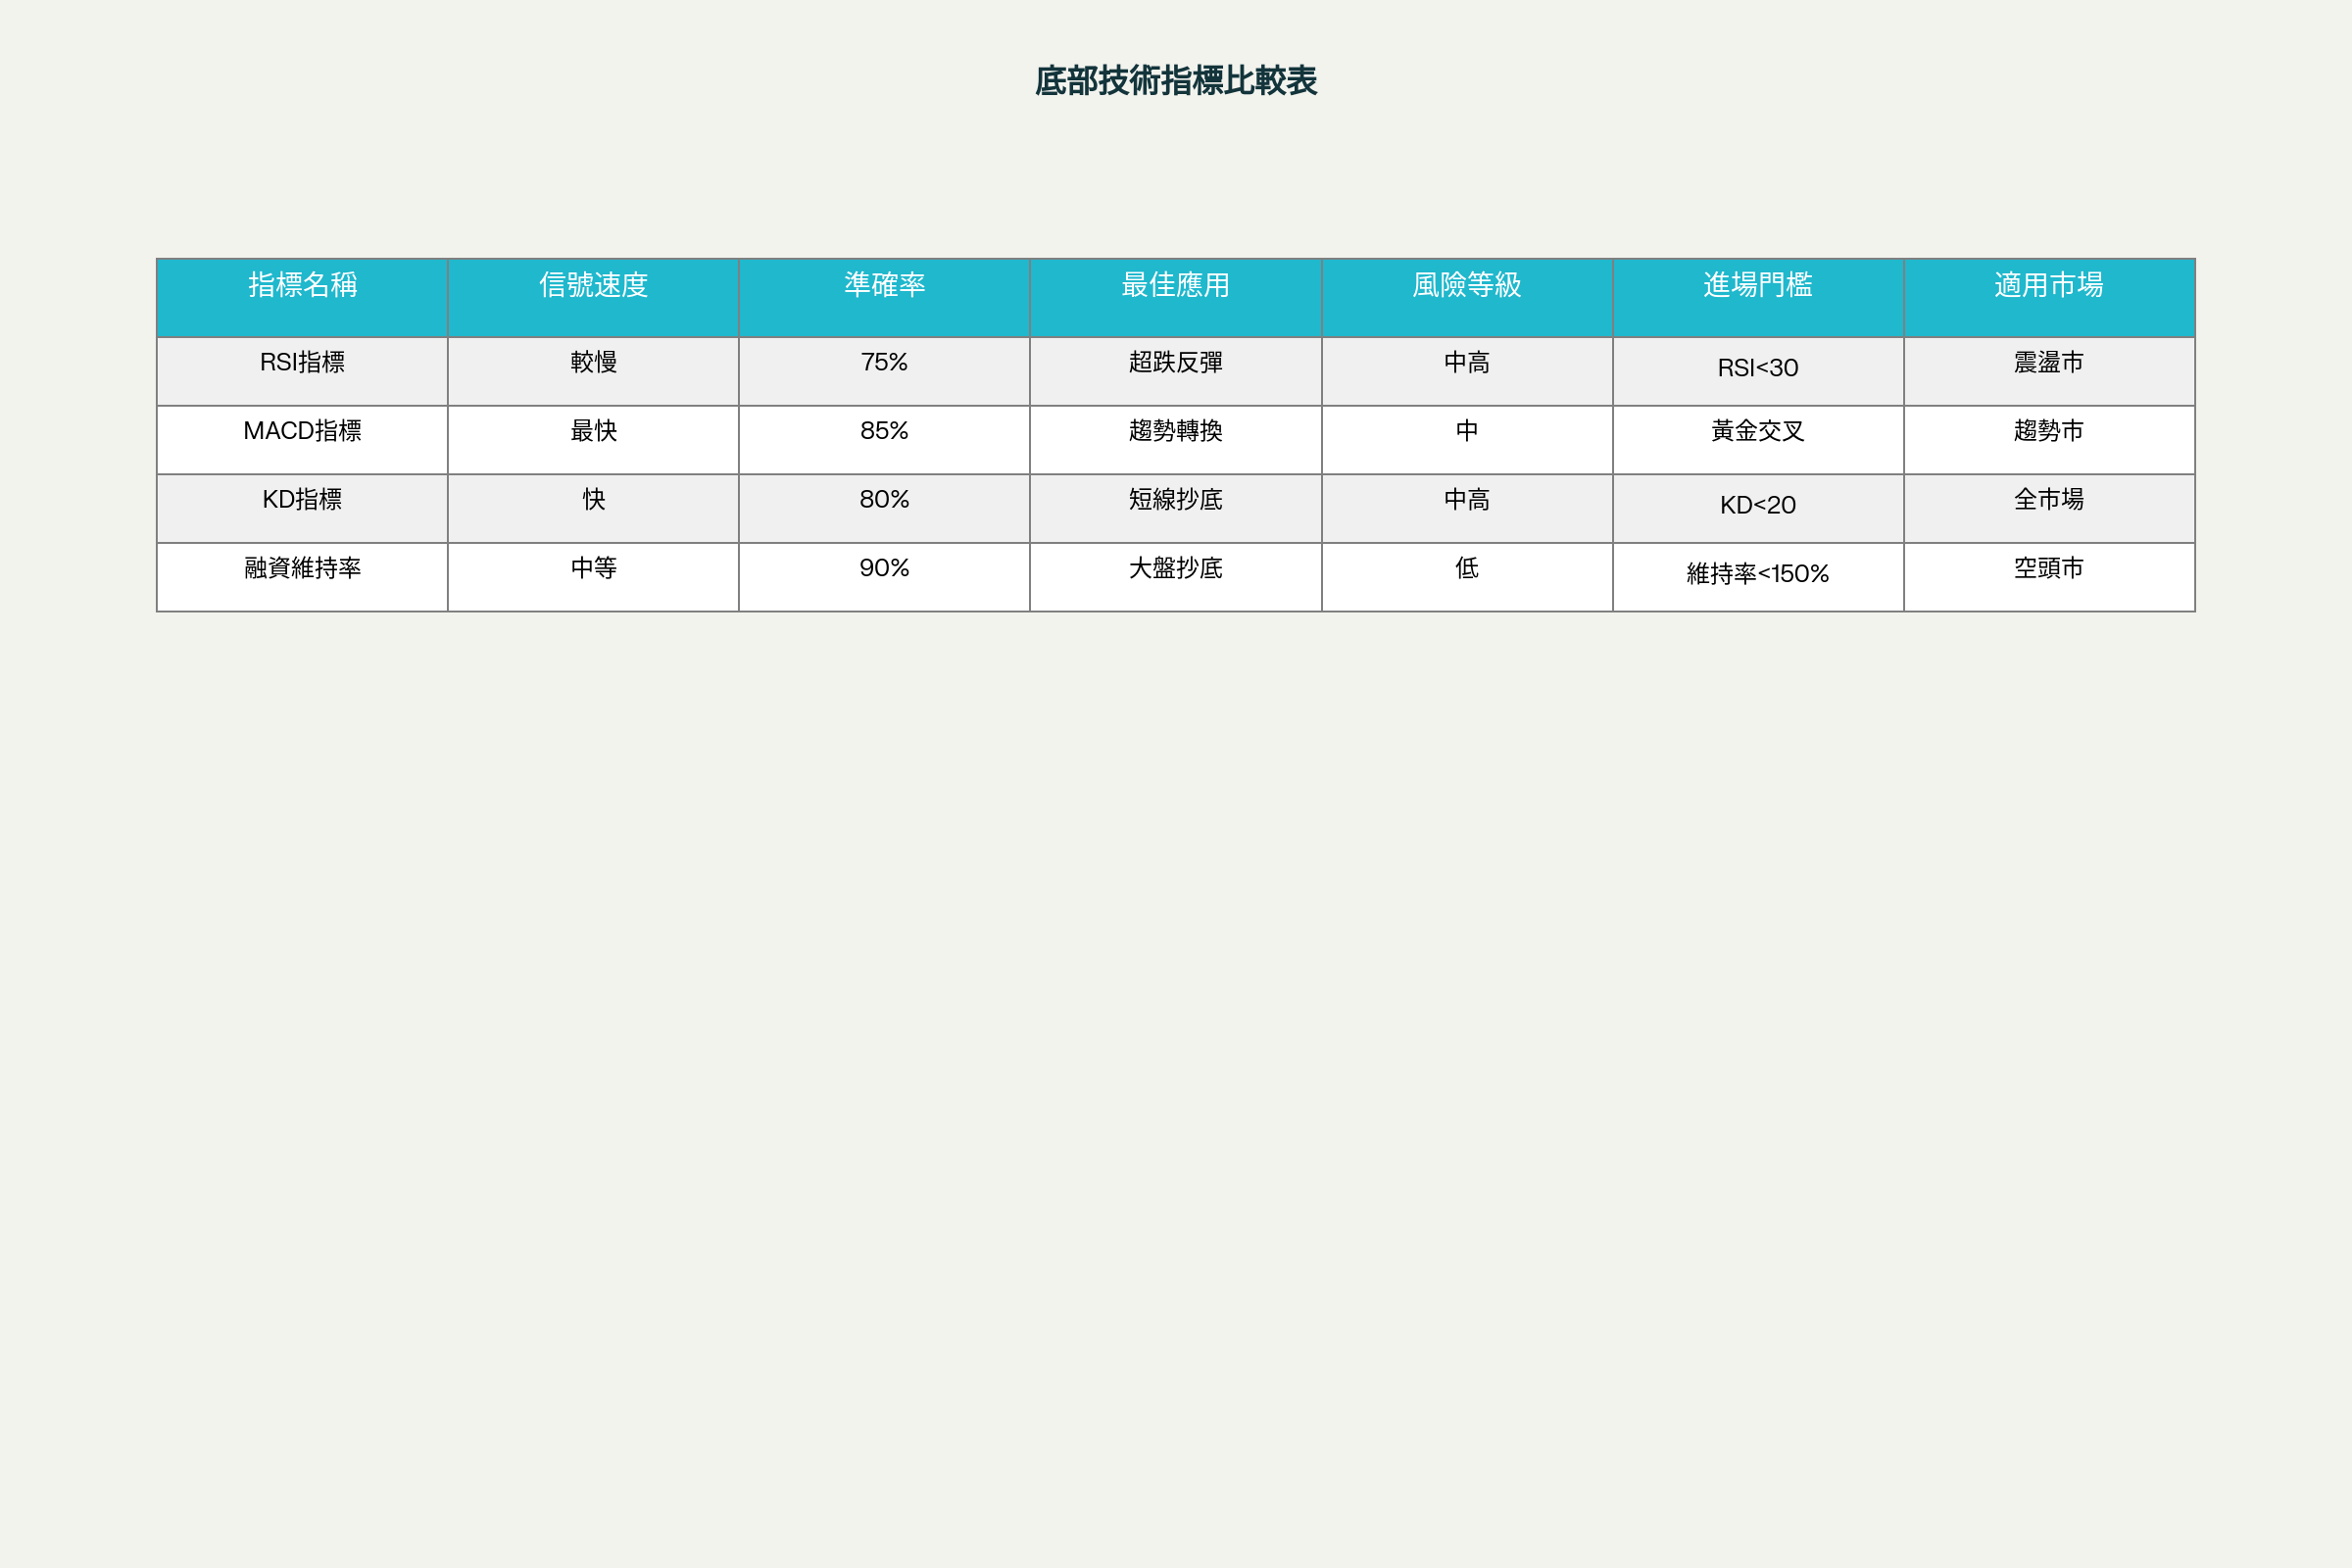 底部技術指標比較表
指標名稱 信號速度 準確率 最佳應用 風險等級 進場門檻 適用市場
RSI指標 較慢 75% 超跌反彈 中高 RSI<30 震盪市
MACD指標 最快 85% 趨勢轉換 中 黃金交叉 趨勢市
KD指標 快 80% 短線抄底 中高 KD<20 全市場
融資維持率 中等 90% 大盤抄底 低 維持率<150% 空頭市